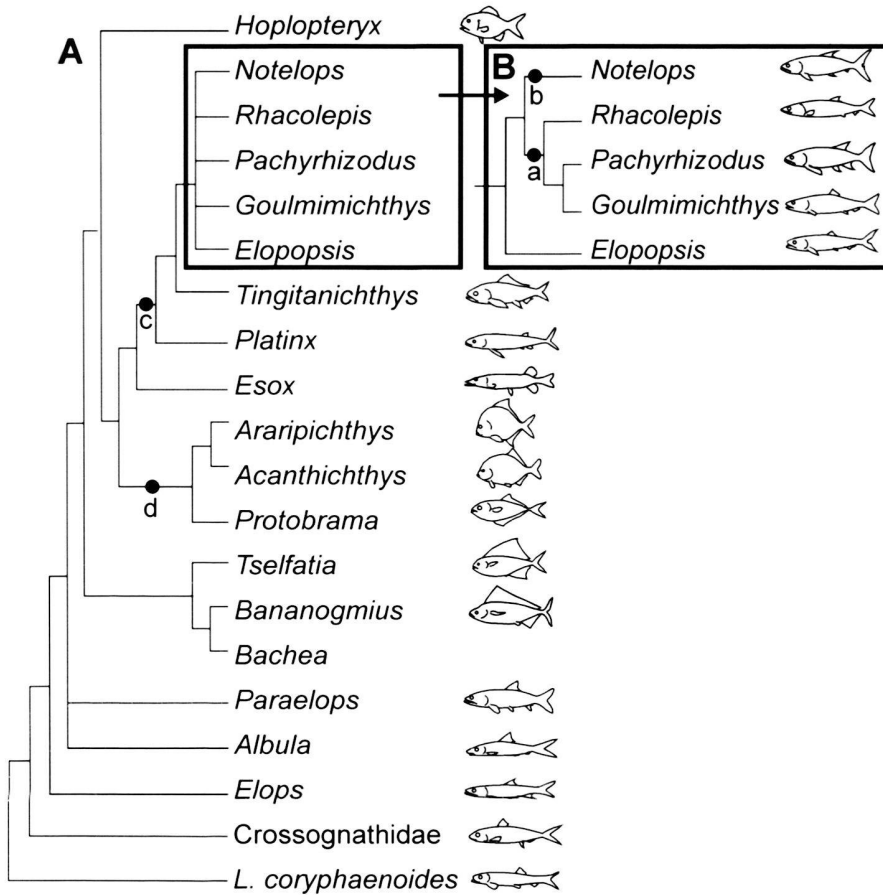 A
Hoplopteryx
Notelops
Rhacolepis
Pachyrhizodus
Goulmimichthys
Elopopsis
B
b
a
Notelops
Rhacolepis
Pachyrhizodus
Goulmimichthys
Elopopsis
Tingitanichthys
c
Platinx
Esox
Araripichthys
Acanthichthys
d
Protobrama
Tselfatia
Bananogmius
Bachea
Paraelops
Albula
Elops
Crossognathidae
L. coryphaenoides